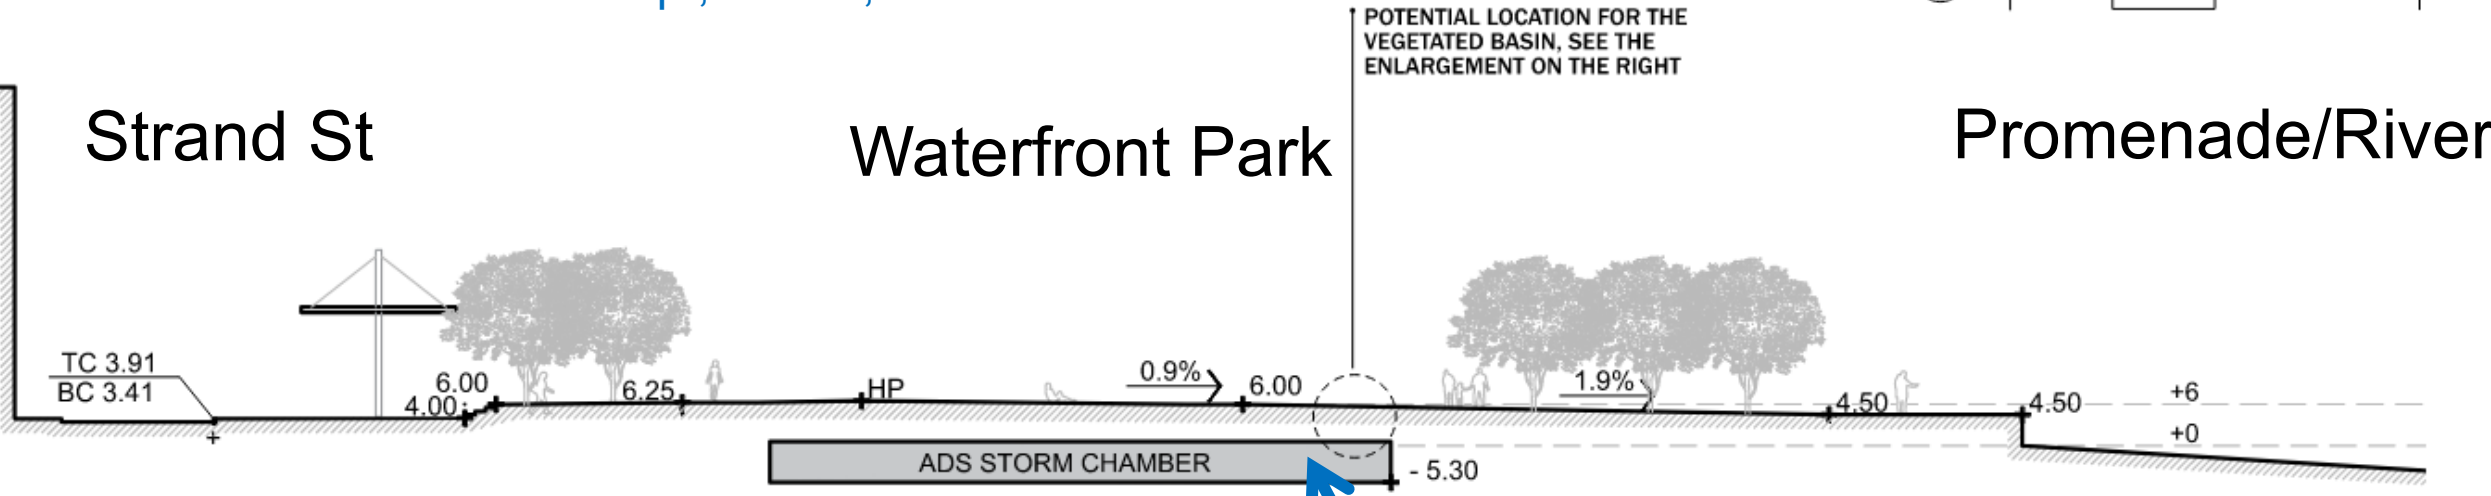 POTENTIAL LOCATION FOR THE
VEGETATED BASIN, SEE THE
ENLARGEMENT ON THE RIGHT
Strand St
Waterfront Park
Promenade/River
TC 3.91
BC 3.41
4.00
6.00
6.25
HP
0.9%
6.00
1.9%
4.50
4.50
+6
+0
ADS STORM CHAMBER
- 5.30